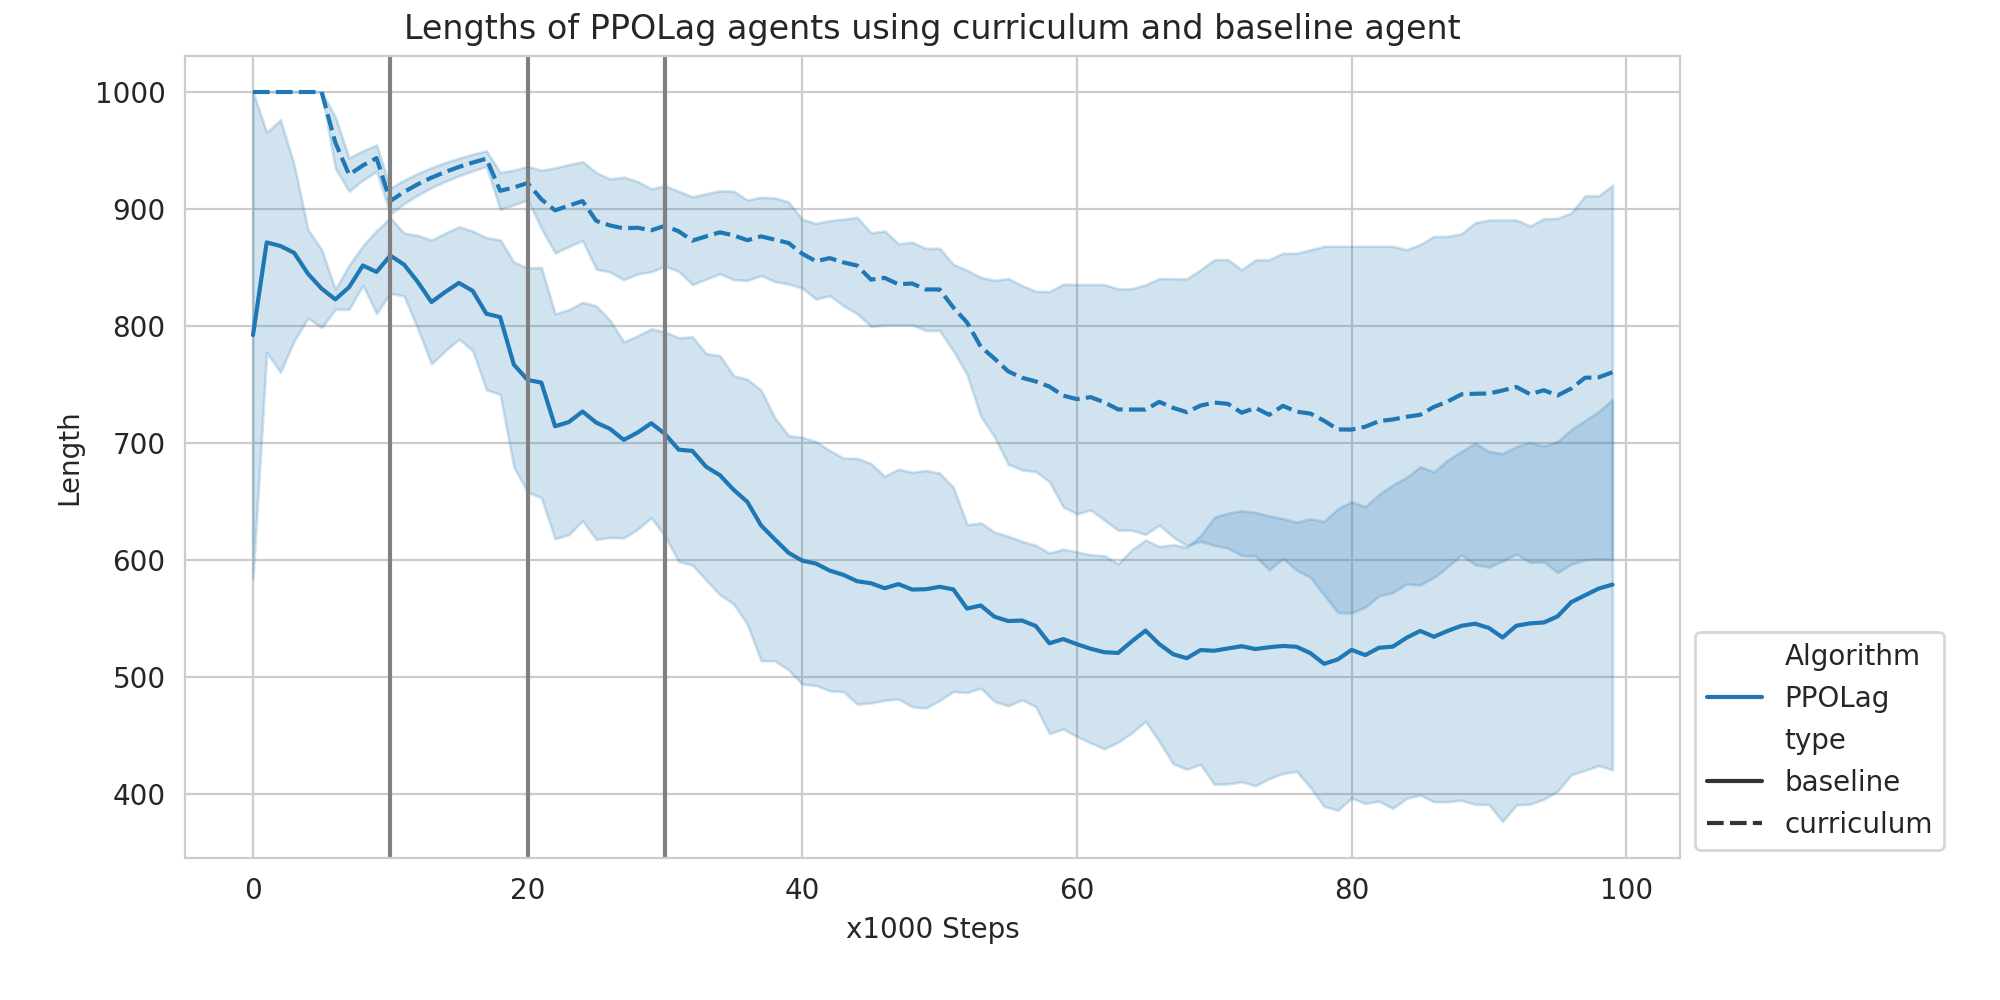 Lengths of PPOLag agents using curriculum and baseline agent
1000
900
800
700
600
500
400
Length
0 20 40 60 80 100
x1000 Steps
Algorithm
PPOLag
type
baseline
curriculum